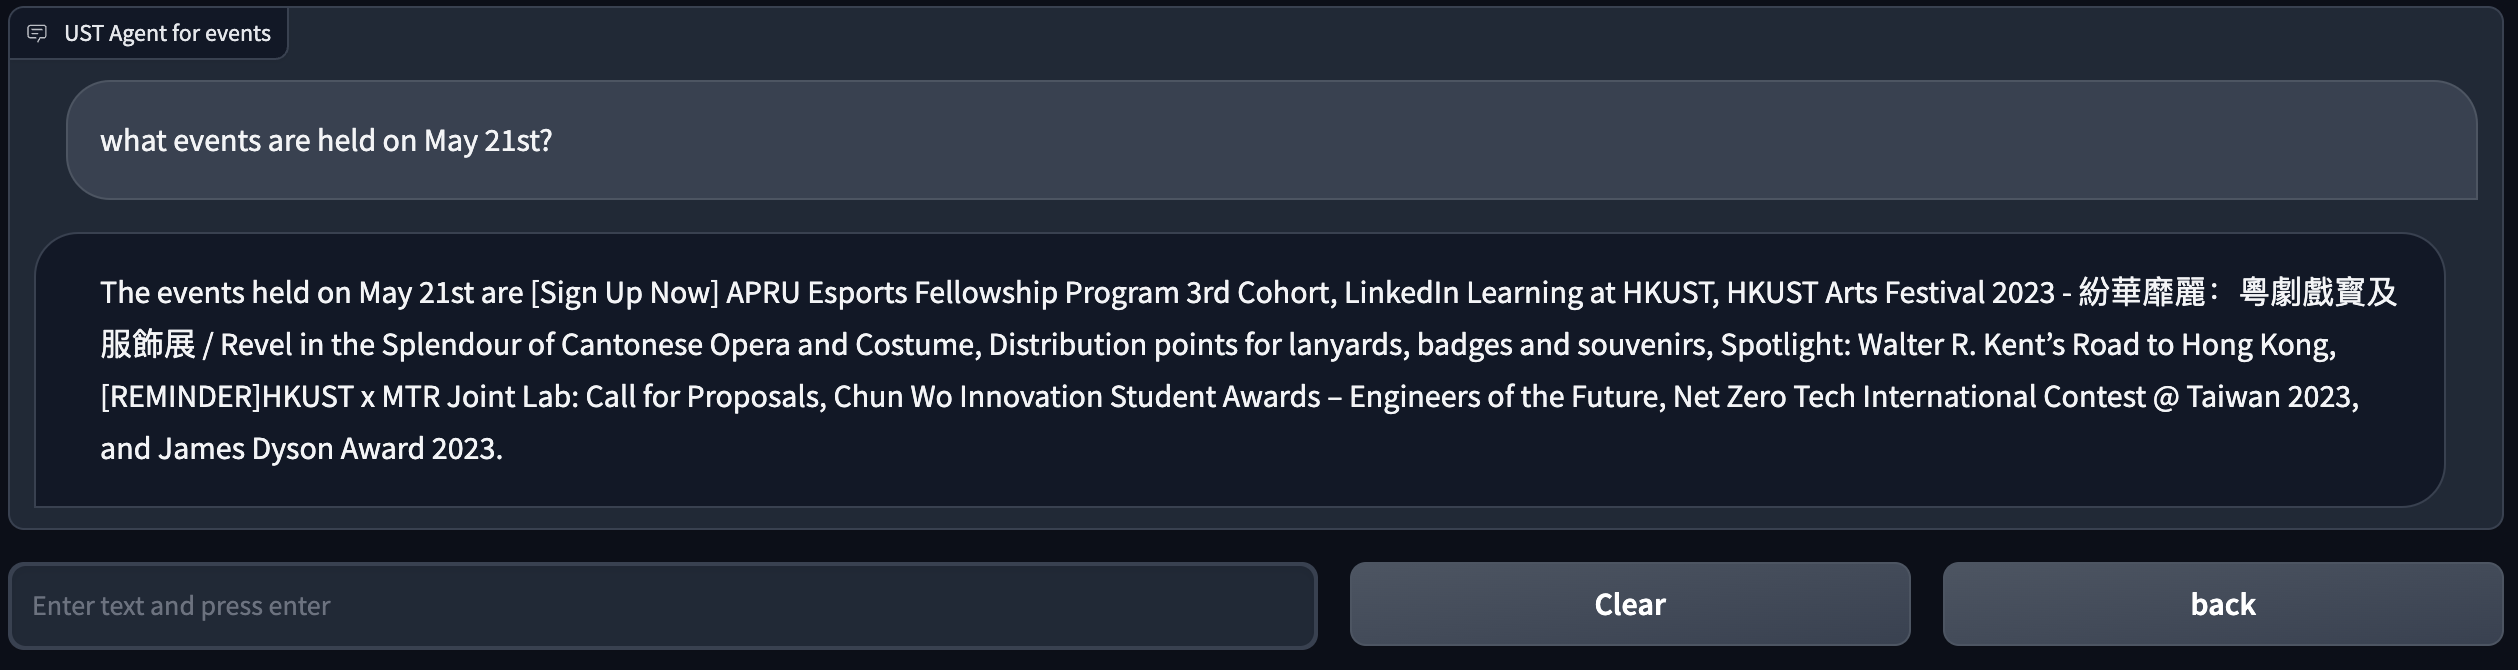 UST Agent for events
what events are held on May 21st?
The events held on May 21st are [Sign Up Now] APRU Esports Fellowship Program 3rd Cohort, LinkedIn Learning at HKUST, HKUST Arts Festival 2023 - 紛華靡麗： 粵劇戲寶及
服飾展 / Revel in the Splendour of Cantonese Opera and Costume, Distribution points for lanyards, badges and souvenirs, Spotlight: Walter R. Kent’s Road to Hong Kong,
[REMINDER]HKUST x MTR Joint Lab: Call for Proposals, Chun Wo Innovation Student Awards – Engineers of the Future, Net Zero Tech International Contest @ Taiwan 2023,
and James Dyson Award 2023.
Enter text and press enter
Clear
back